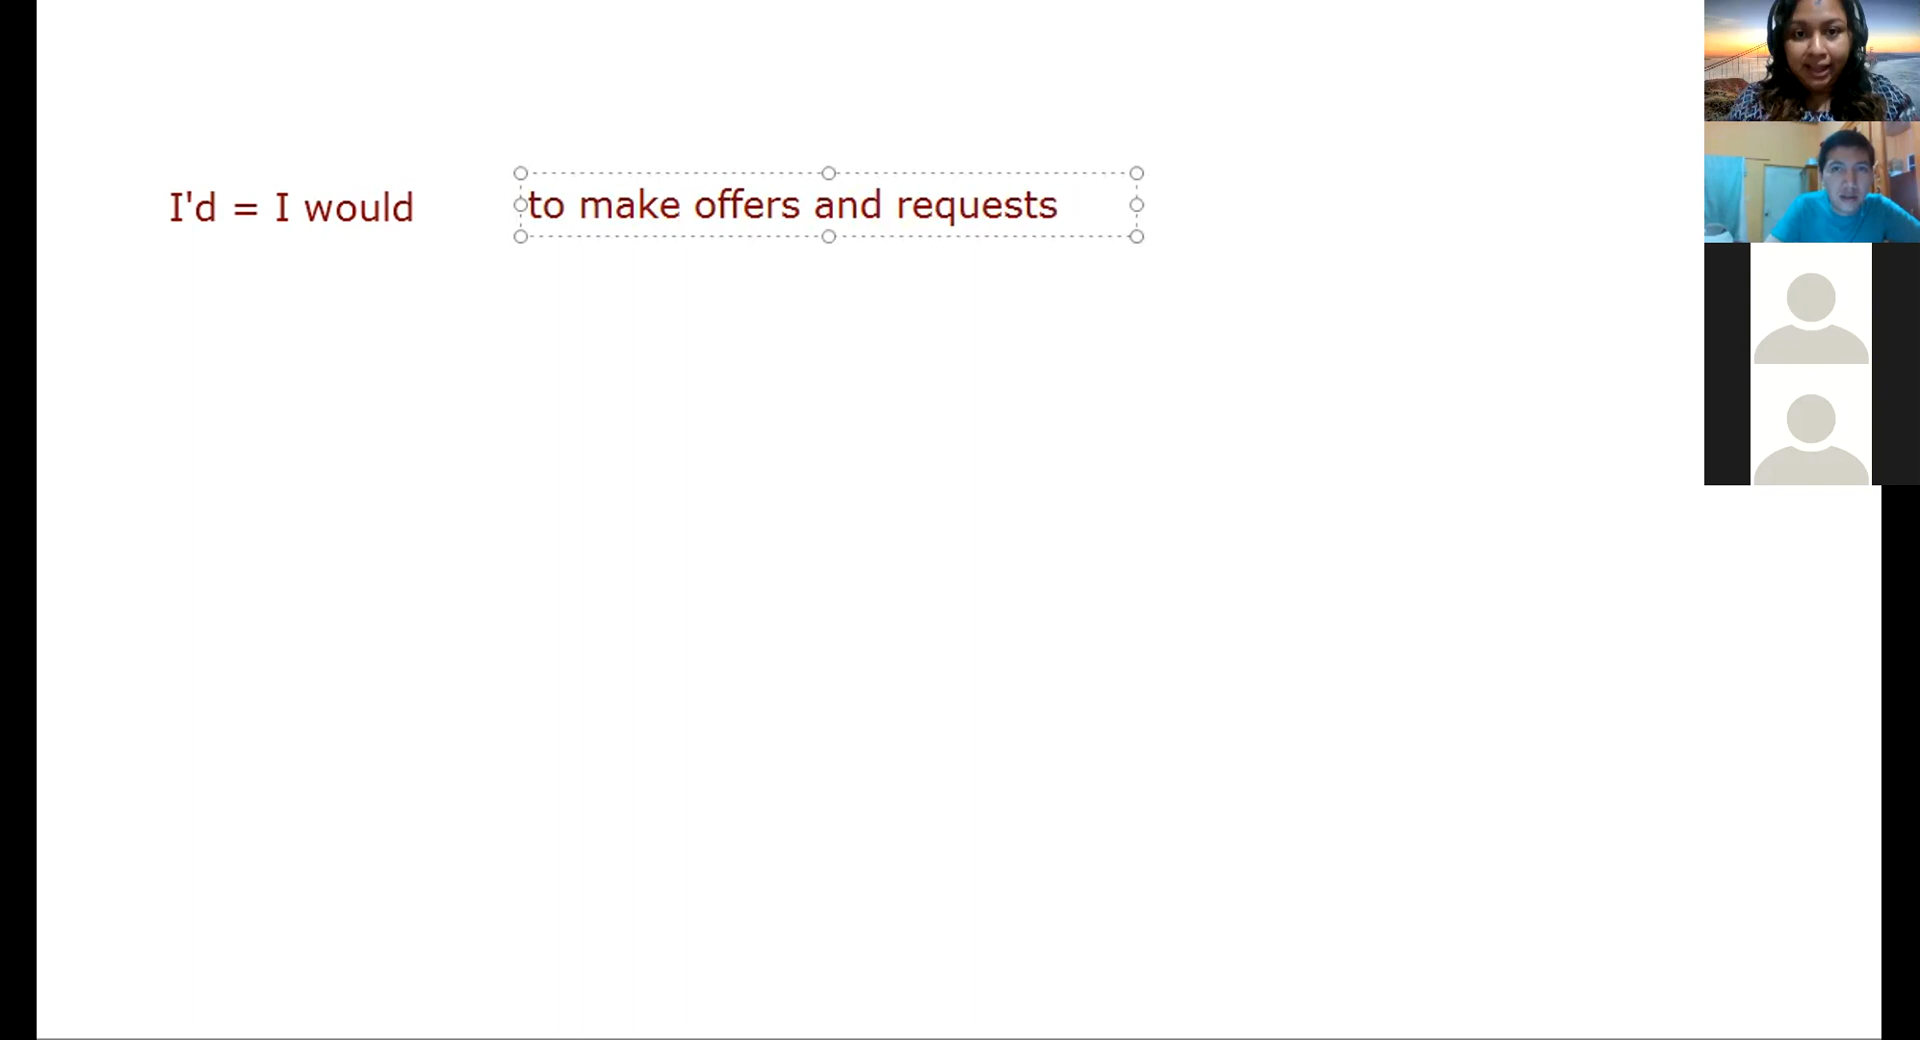 I'd = I would
to make offers and requests